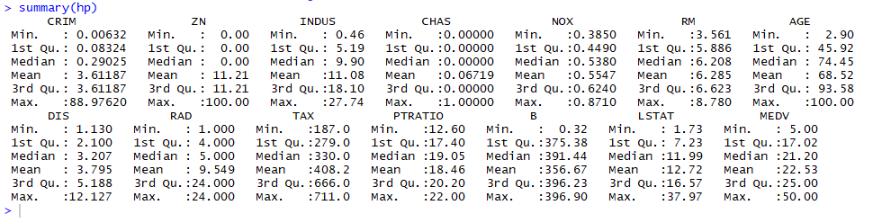 > summary(hp)
CRIM ZN INDUS CHAS NOX RM AGE
Min. : 0.00632 Min. : 0.00 Min. : 0.46 Min. :0.00000 Min. :0.3850 Min. :3.561 Min. : 2.90
1st Qu.: 0.08324 1st Qu.: 0.00 1st Qu.: 5.19 1st Qu.:0.00000 1st Qu.:0.4490 1st Qu.:5.886 1st Qu.: 45.92
Median : 0.29025 Median : 0.00 Median : 9.90 Median :0.00000 Median :0.5380 Median :6.208 Median : 74.45
Mean : 3.61187 Mean : 11.21 Mean :11.08 Mean :0.06719 Mean :0.5547 Mean :6.285 Mean : 68.52
3rd Qu.: 3.61187 3rd Qu.: 11.21 3rd Qu.:18.10 3rd Qu.:0.00000 3rd Qu.:0.6240 3rd Qu.:6.623 3rd Qu.: 93.58
Max. :88.97620 Max. :100.00 Max. :27.74 Max. :1.00000 Max. :0.8710 Max. :8.780 Max. :100.00
DIS RAD TAX PTRATIO B LSTAT MEDV
Min. : 1.130 Min. : 1.000 Min. :187.0 Min. :12.60 Min. : 0.32 Min. : 1.73 Min. : 5.00
1st Qu.: 2.100 1st Qu.: 4.000 1st Qu.:279.0 1st Qu.:17.40 1st Qu.:375.38 1st Qu.: 7.23 1st Qu.:17.02
Median : 3.207 Median : 5.000 Median :330.0 Median :19.05 Median :391.44 Median :11.99 Median :21.20
Mean : 3.795 Mean : 9.549 Mean :408.2 Mean :18.46 Mean :356.67 Mean :12.72 Mean :22.53
3rd Qu.: 5.188 3rd Qu.:24.000 3rd Qu.:666.0 3rd Qu.:20.20 3rd Qu.:396.23 3rd Qu.:16.57 3rd Qu.:25.00
Max. :12.127 Max. :24.000 Max. :711.0 Max. :22.00 Max. :396.90 Max. :37.97 Max. :50.00
>